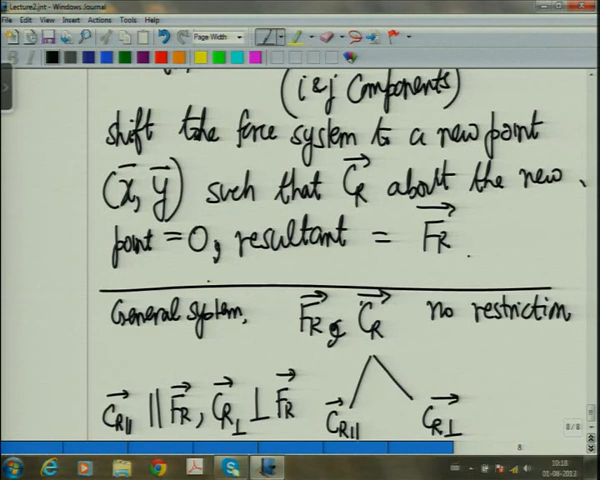 Lecture2.jnt - Windows Journal
File Edit View Insert Actions Tools Help
Page Width
(i & j Components)
shift the force system to a new point
(x̄, ȳ) such that C⃗R about the new
point = 0, resultant = F⃗R.
General system, F⃗R & C⃗R no restriction
C⃗R∥ ∥ F⃗R, C⃗R⊥ ⊥ F⃗R C⃗R∥ C⃗R⊥
8/8
8
10:18
01-08-2013